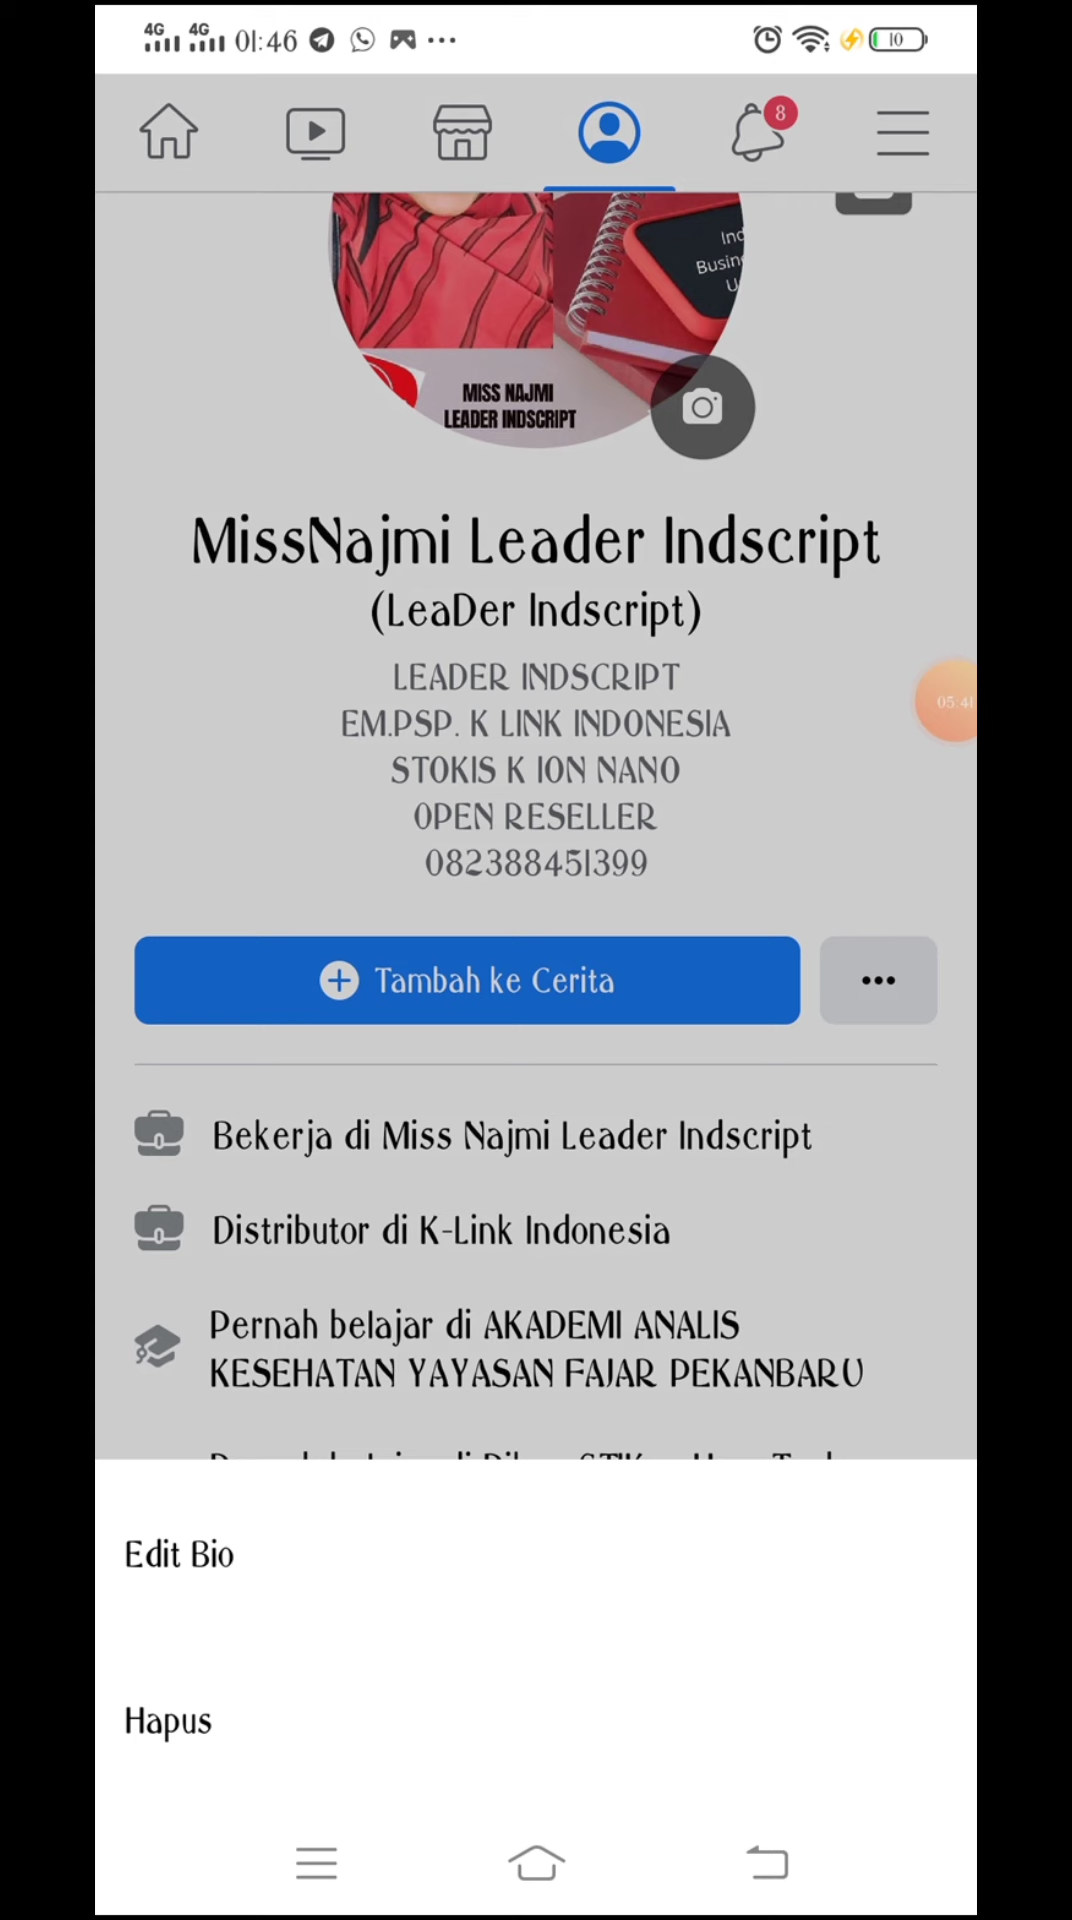 4G 4G 01:46 10
8
Ind
Busin
U
MISS NAJMI
LEADER INDSCRIPT
MissNajmi Leader Indscript
(LeaDer Indscript)
LEADER INDSCRIPT
EM.PSP. K LINK INDONESIA
STOKIS K ION NANO
OPEN RESELLER
082388451399
05:41
Tambah ke Cerita
Bekerja di Miss Najmi Leader Indscript
Distributor di K-Link Indonesia
Pernah belajar di AKADEMI ANALIS
KESEHATAN YAYASAN FAJAR PEKANBARU
Edit Bio
Hapus